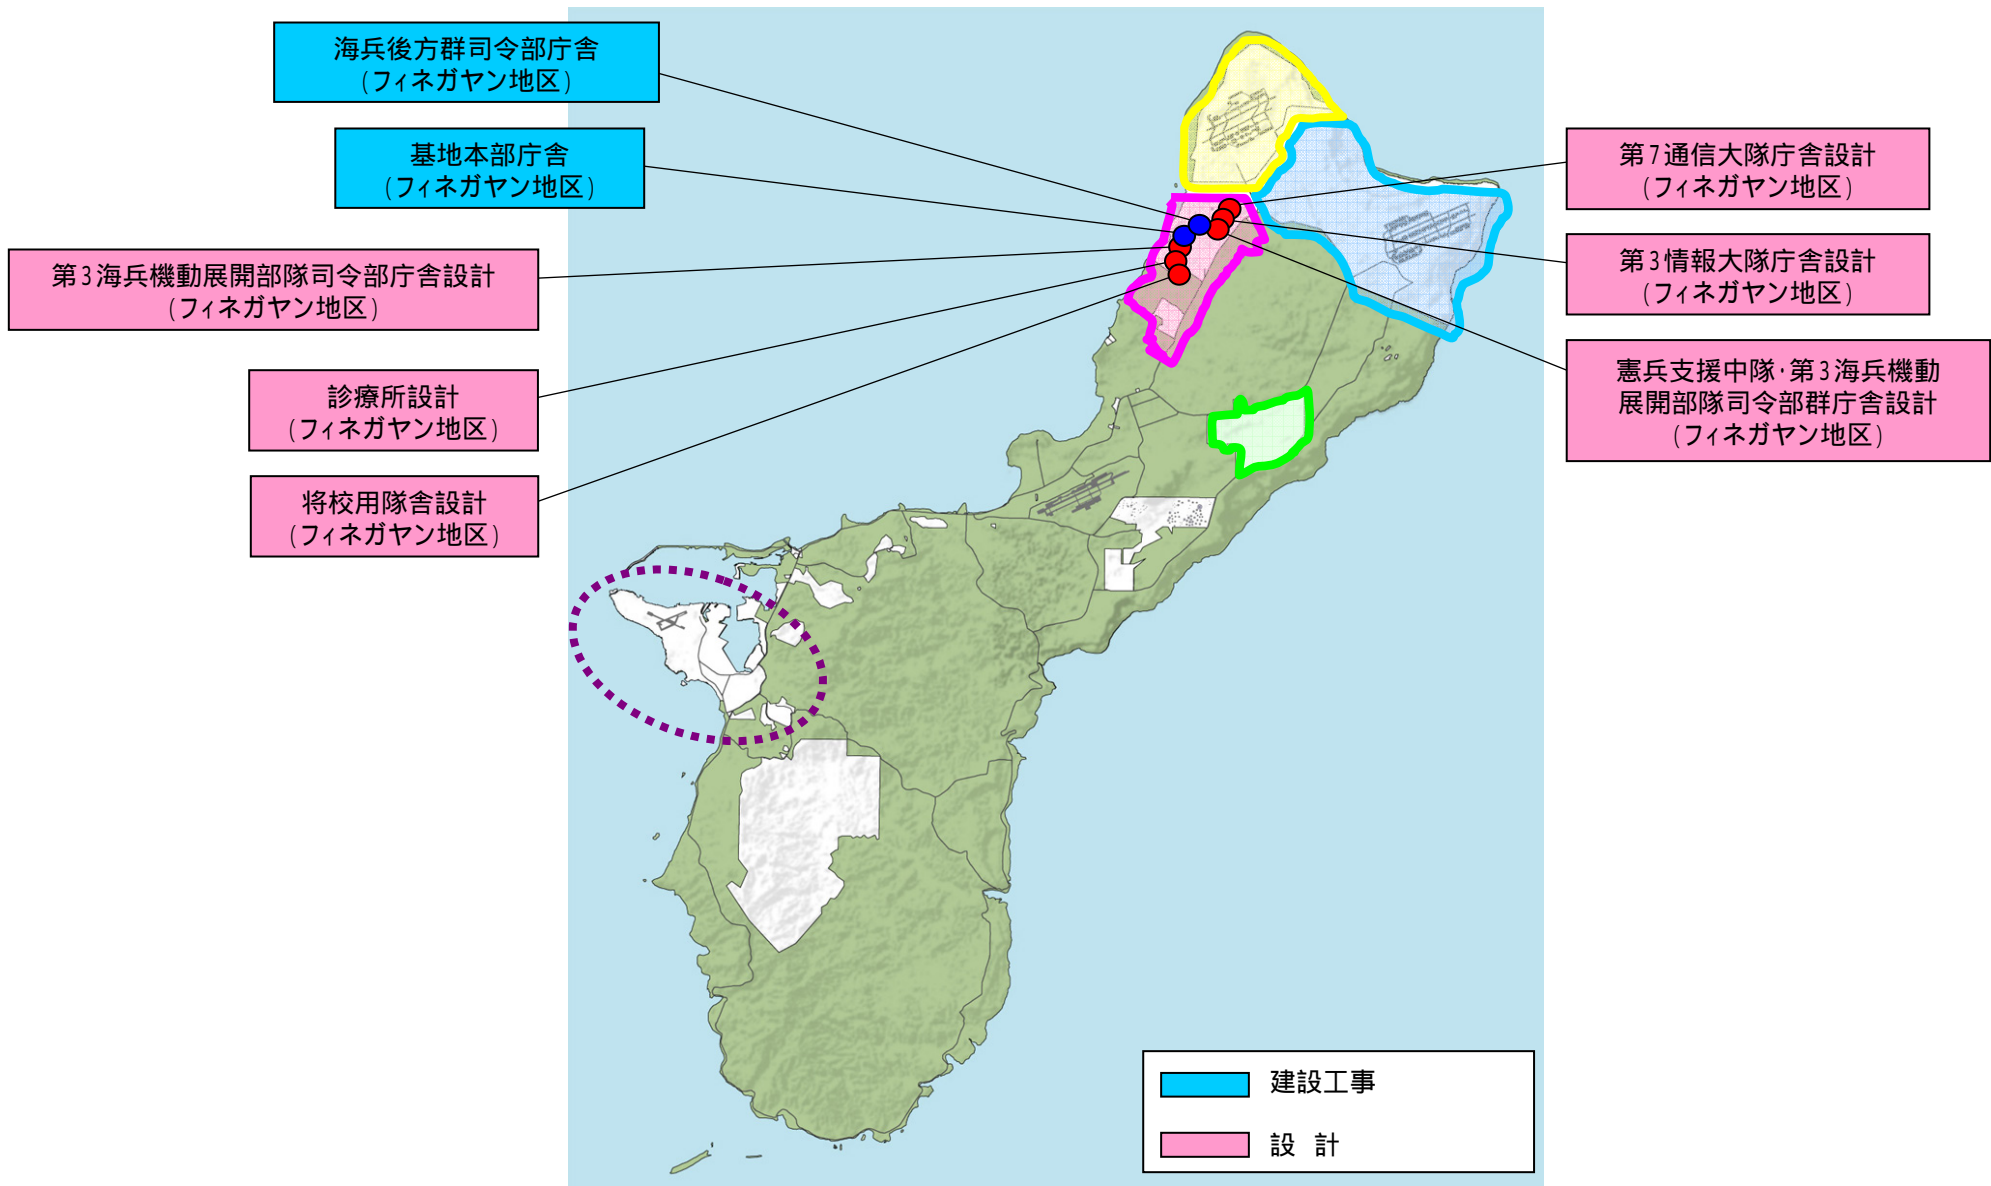 海兵後方群司令部庁舎
(フィネガヤン地区)
基地本部庁舎
(フィネガヤン地区)
第3海兵機動展開部隊司令部庁舎設計
(フィネガヤン地区)
診療所設計
(フィネガヤン地区)
将校用隊舎設計
(フィネガヤン地区)
第7通信大隊庁舎設計
(フィネガヤン地区)
第3情報大隊庁舎設計
(フィネガヤン地区)
憲兵支援中隊・第3海兵機動
展開部隊司令部群庁舎設計
(フィネガヤン地区)
建設工事
設 計